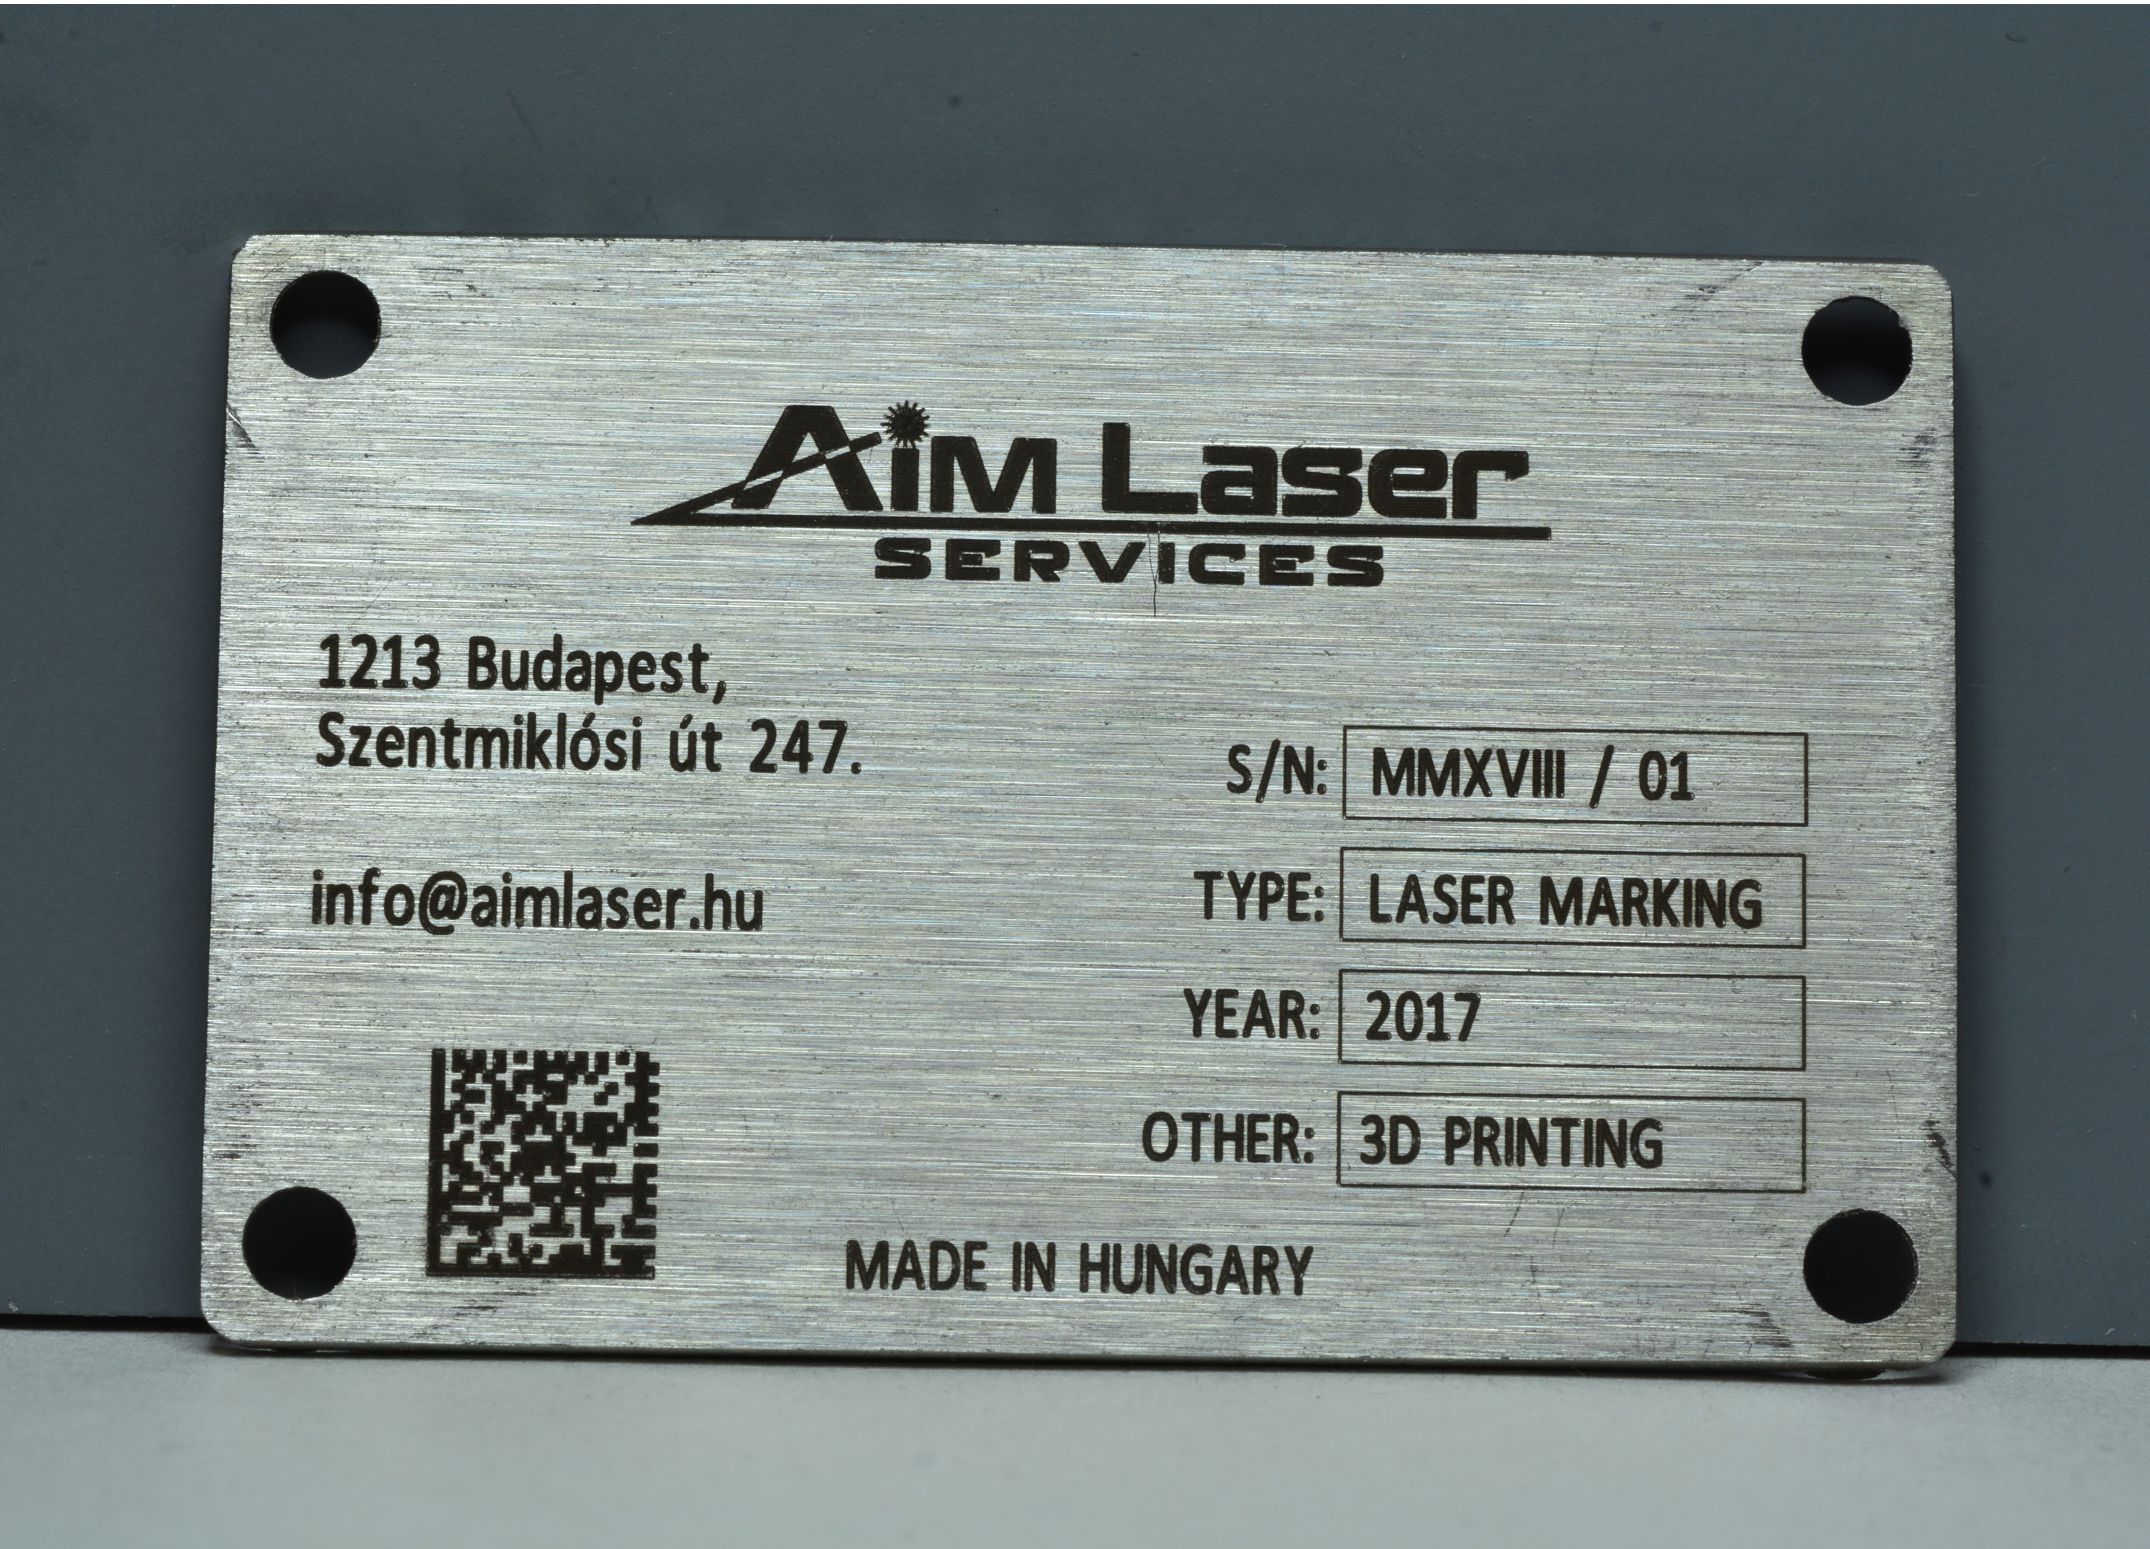 Aim Laser
SERVICES
1213 Budapest,
Szentmiklósi út 247.
info@aimlaser.hu
S/N: MMXVIII / 01
TYPE: LASER MARKING
YEAR: 2017
OTHER: 3D PRINTING
MADE IN HUNGARY